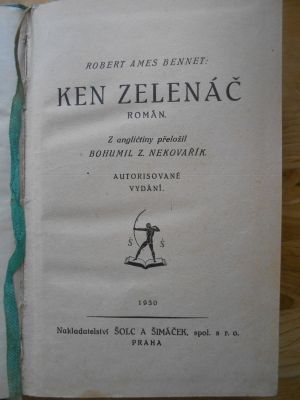 ROBERT AMES BENNET:
KEN ZELENÁČ
ROMÁN.
Z angličtiny přeložil
BOHUMIL Z. NEKOVAŘÍK.
AUTORISOVANÉ
VYDÁNÍ.
Š Š
1930
Nakladatelství ŠOLC A ŠIMÁČEK, spol. s r. o.
PRAHA